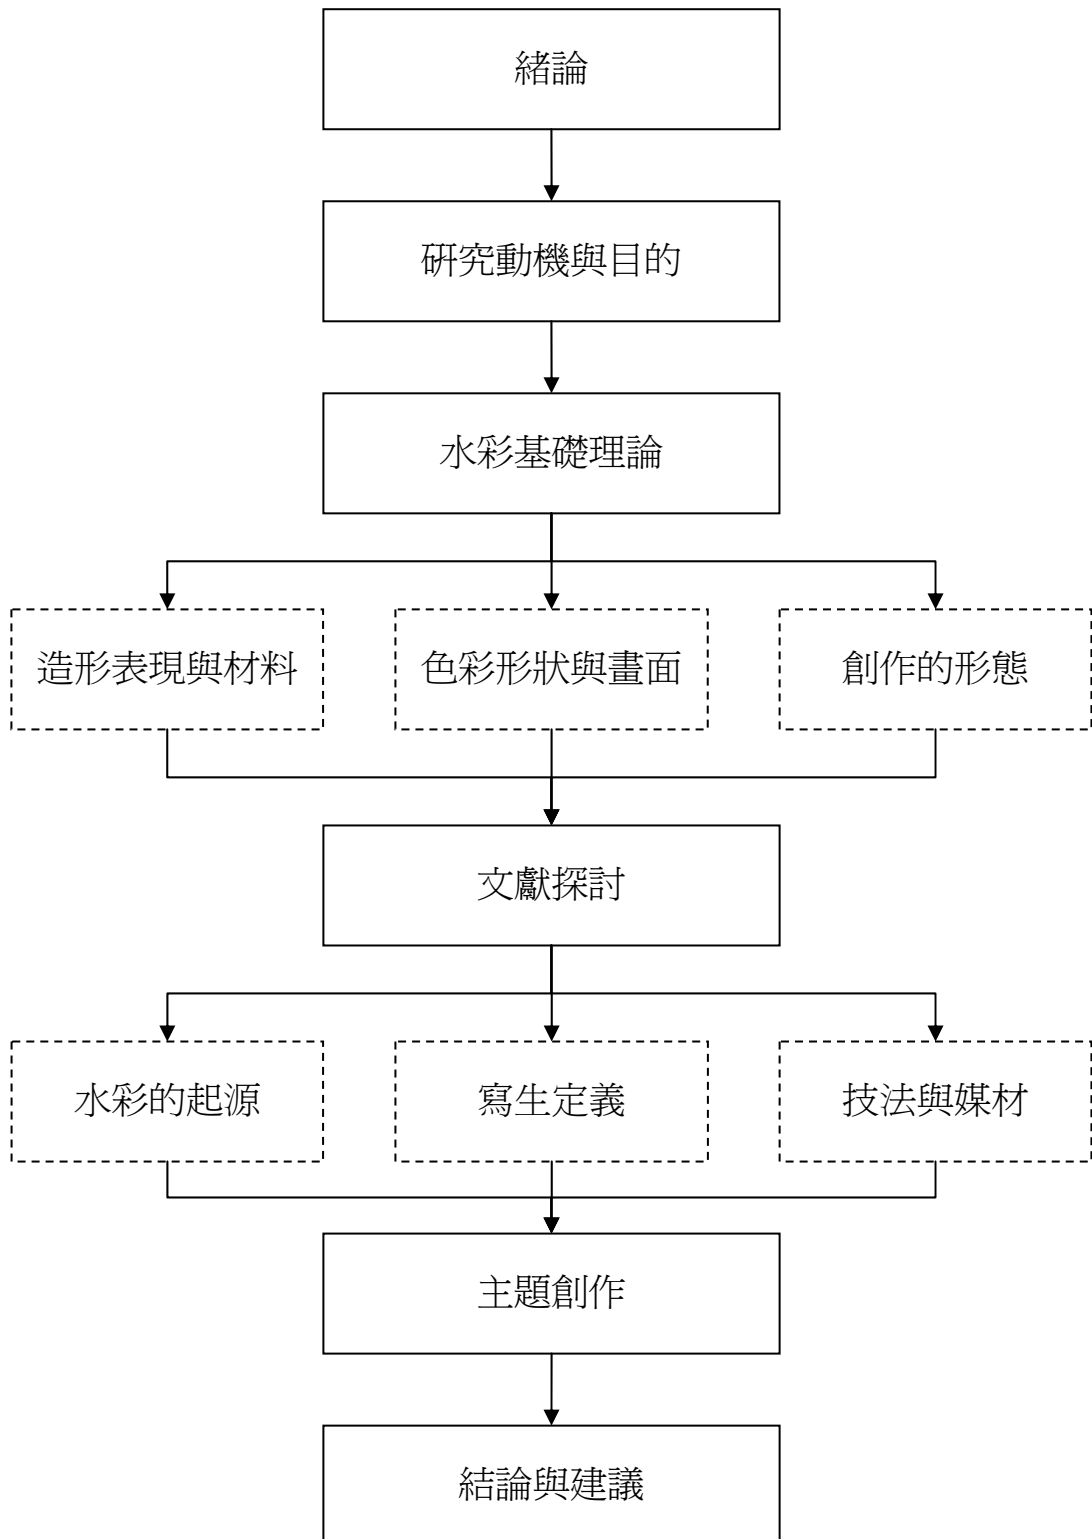 緒論
研究動機與目的
水彩基礎理論
造形表現與材料
色彩形狀與畫面
創作的形態
文獻探討
水彩的起源
寫生定義
技法與媒材
主題創作
結論與建議